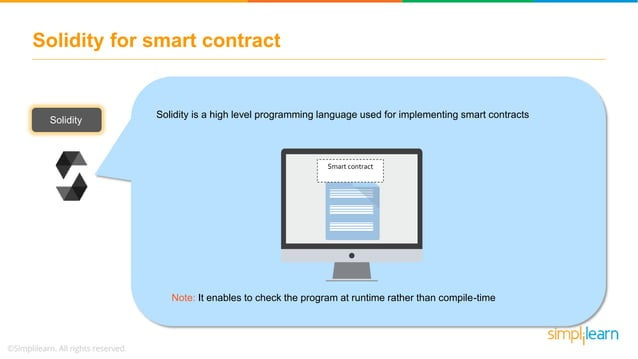 Solidity for smart contract
Solidity
Solidity is a high level programming language used for implementing smart contracts
Smart contract
Note: It enables to check the program at runtime rather than compile-time
©Simplilearn. All rights reserved.
simplilearn